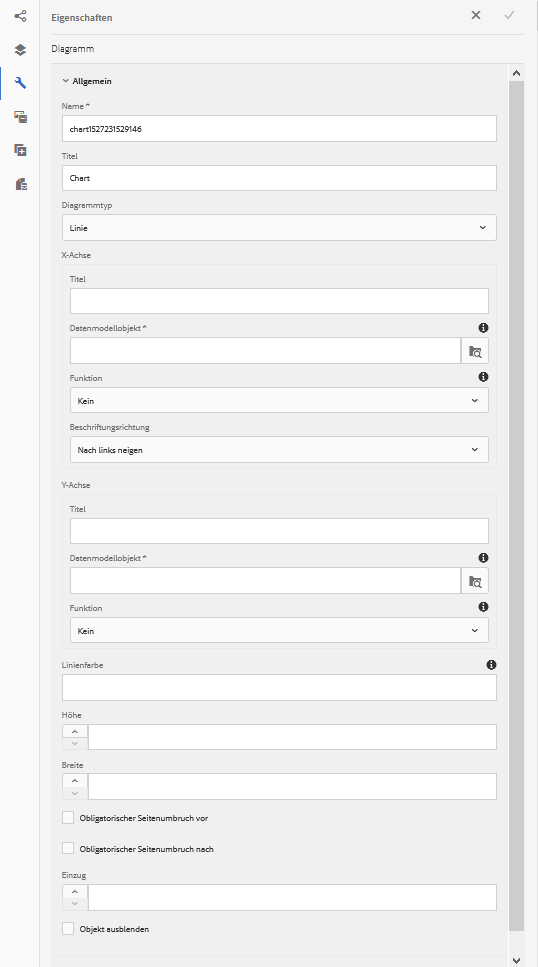 Eigenschaften
Diagramm
Allgemein
Name *
chart1527231529146
Titel
Chart
Diagrammtyp
Linie
X-Achse
Titel
Datenmodellobjekt *
Funktion
Kein
Beschriftungsrichtung
Nach links neigen
Y-Achse
Titel
Datenmodellobjekt *
Funktion
Kein
Linienfarbe
Höhe
Breite
Obligatorischer Seitenumbruch vor
Obligatorischer Seitenumbruch nach
Einzug
Objekt ausblenden